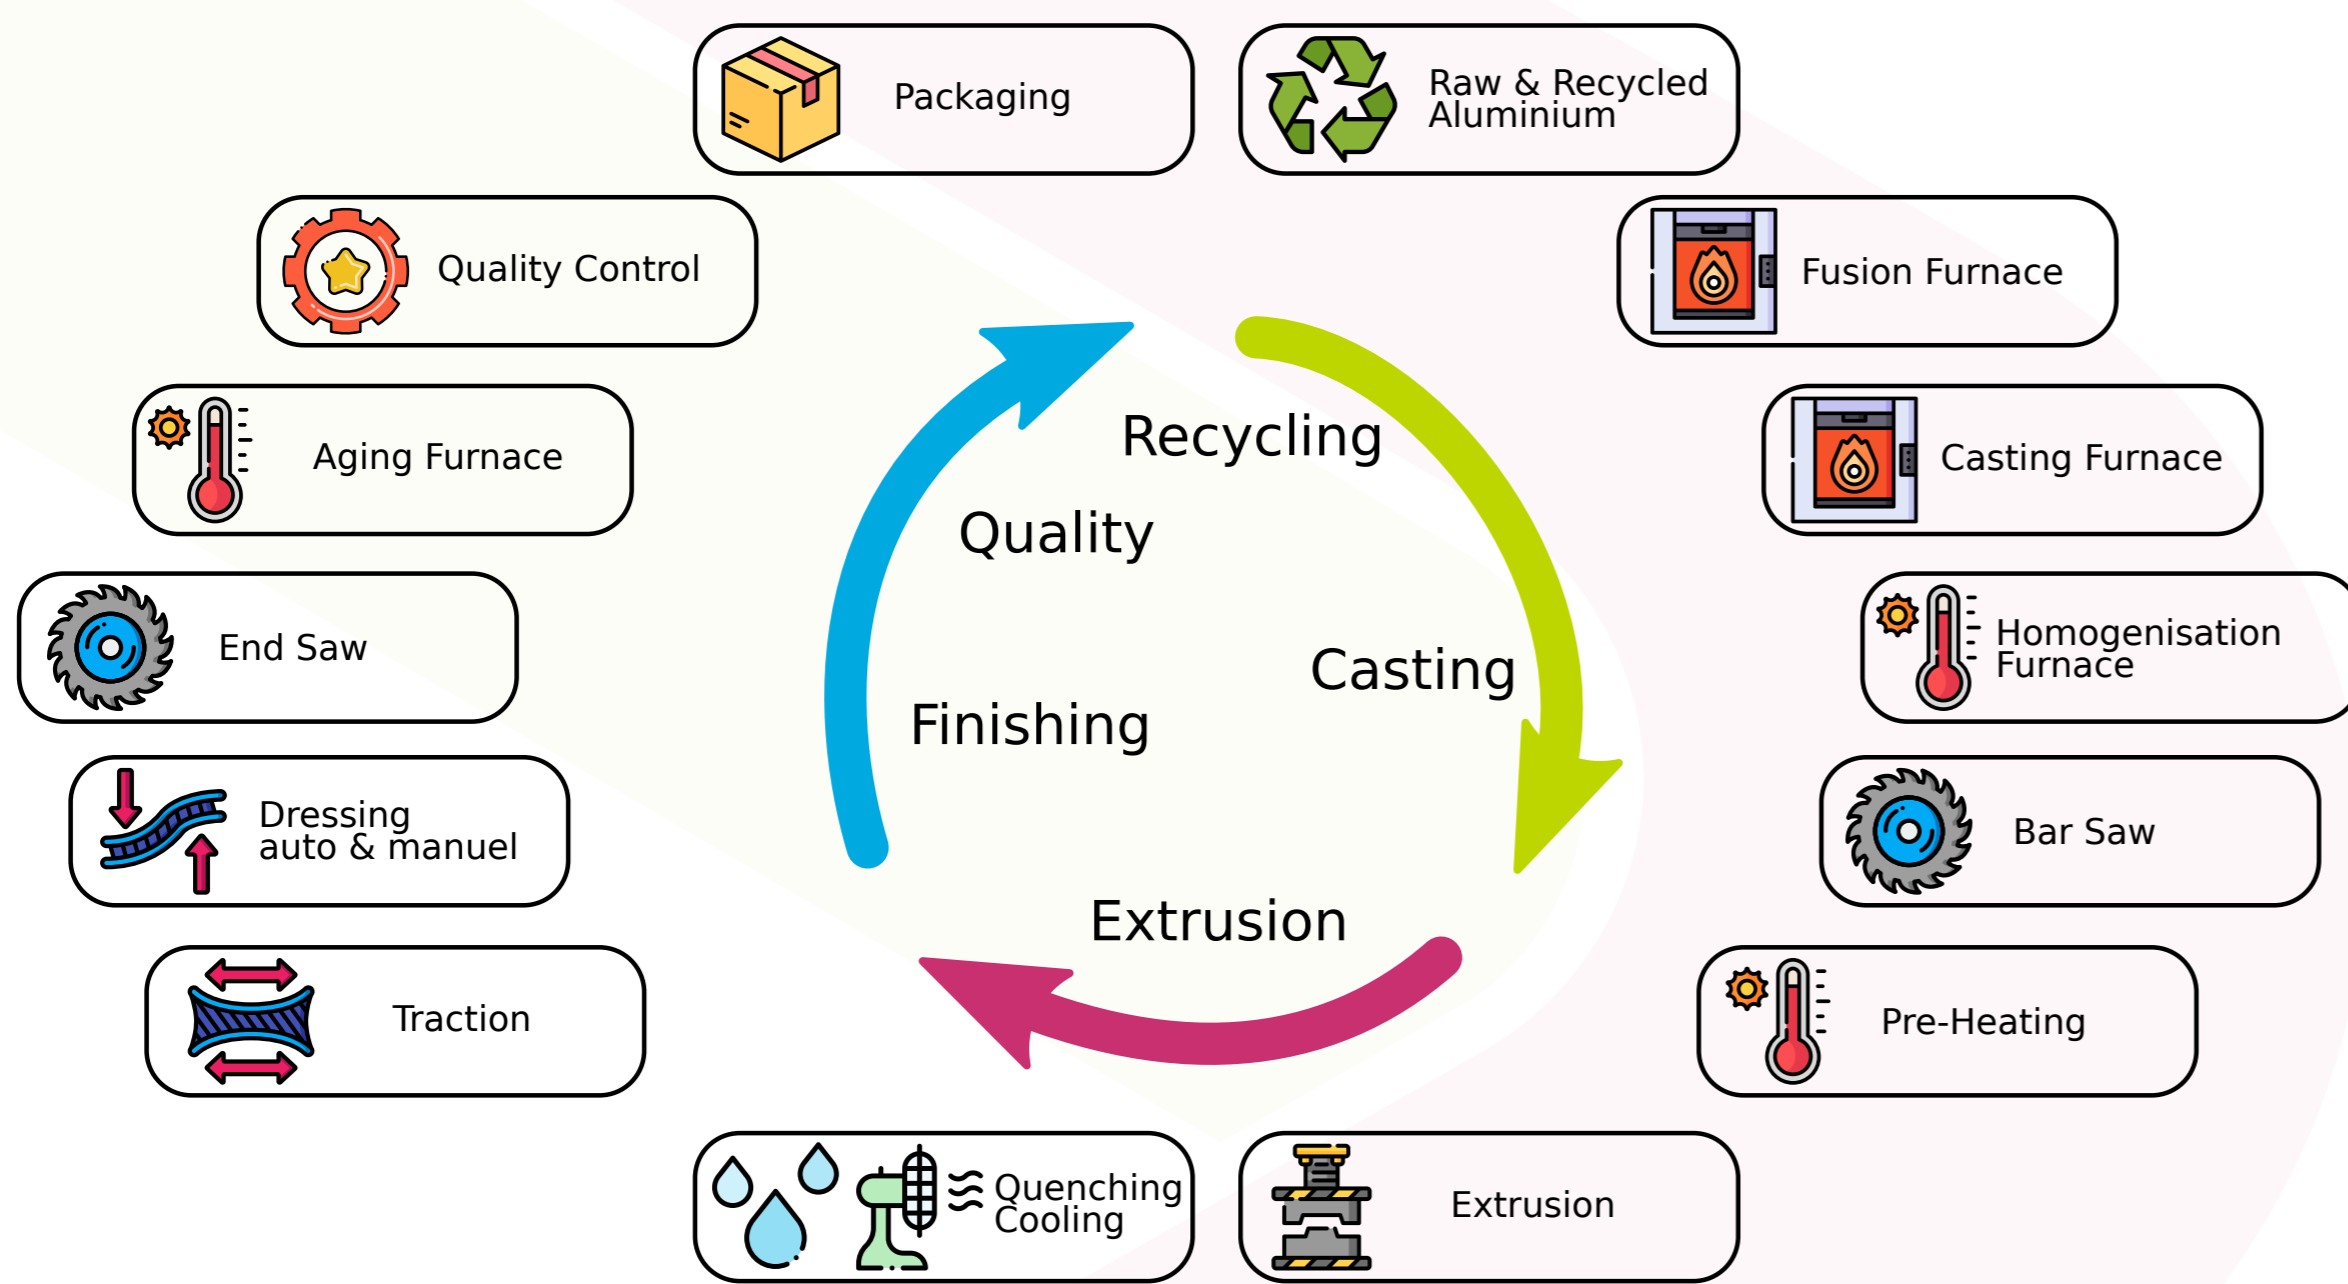 Packaging
Raw & Recycled
Aluminium
Quality Control
Fusion Furnace
Aging Furnace
Casting Furnace
Recycling
Quality
End Saw
Homogenisation
Furnace
Casting
Finishing
Dressing
auto & manuel
Bar Saw
Extrusion
Traction
Pre-Heating
Quenching
Cooling
Extrusion